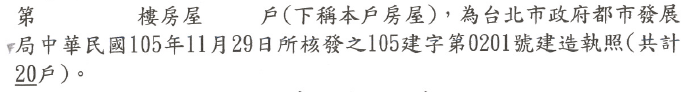 第　　　　樓房屋　　　戶(下稱本戶房屋)，為台北市政府都市發展
局中華民國105年11月29日所核發之105建字第0201號建造執照(共計
20戶)。